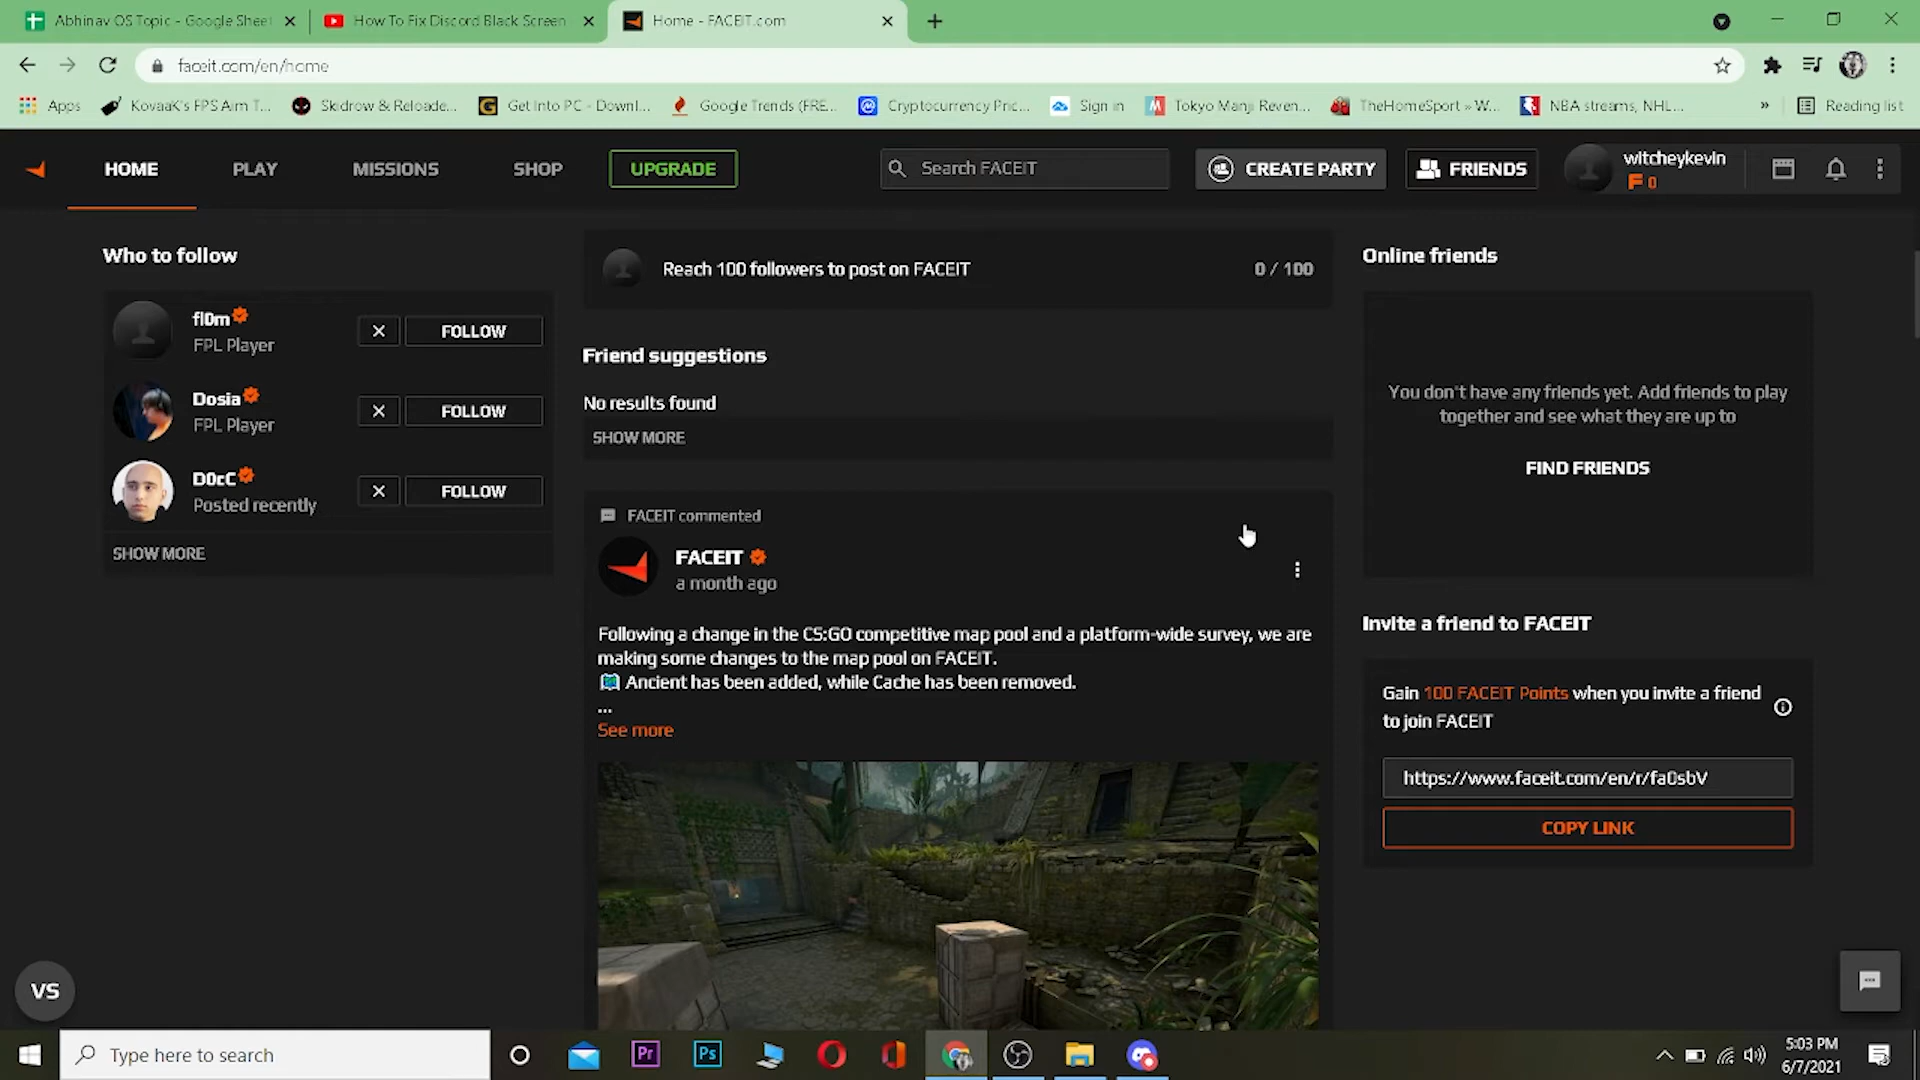 Abhinav OS Topic - Google Sheet
How To Fix Discord Black Screen
Home - FACEIT.com
faceit.com/en/home
Apps
KovaaK's FPS Aim T...
Skidrow & Reloade...
Get Into PC - Downl...
Google Trends (FRE...
Cryptocurrency Pric...
Sign in
Tokyo Manji Reven...
TheHomeSport » W...
NBA streams, NHL...
»
Reading list
HOME
PLAY
MISSIONS
SHOP
UPGRADE
Search FACEIT
CREATE PARTY
FRIENDS
witcheykevin
F 0
Who to follow
fl0m
FPL Player
FOLLOW
Dosia
FPL Player
FOLLOW
D0cC
Posted recently
FOLLOW
SHOW MORE
Reach 100 followers to post on FACEIT
0 / 100
Friend suggestions
No results found
SHOW MORE
FACEIT commented
FACEIT
a month ago
Following a change in the CS:GO competitive map pool and a platform-wide survey, we are
making some changes to the map pool on FACEIT.
🗺️ Ancient has been added, while Cache has been removed.
...
See more
Online friends
You don't have any friends yet. Add friends to play
together and see what they are up to
FIND FRIENDS
Invite a friend to FACEIT
Gain 100 FACEIT Points when you invite a friend
to join FACEIT
https://www.faceit.com/en/r/fa0sbV
COPY LINK
VS
Type here to search
Pr
Ps
5:03 PM
6/7/2021